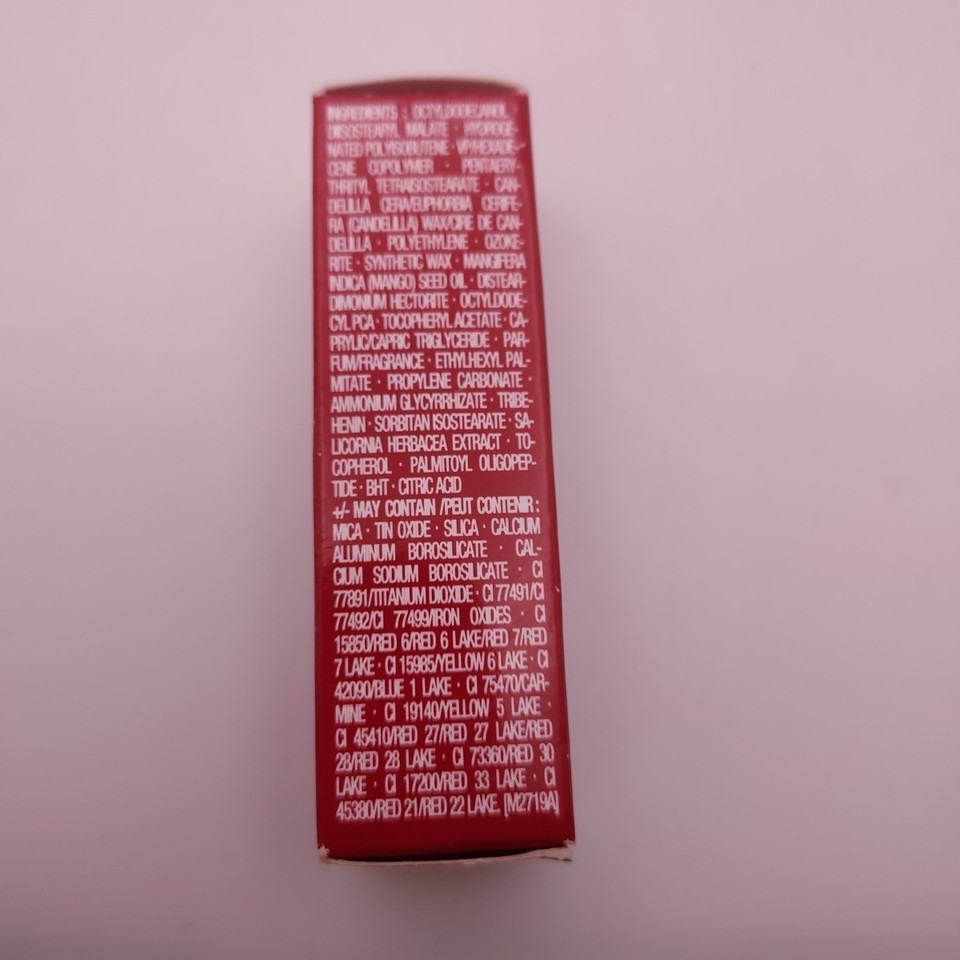 INGREDIENTS : OCTYLDODECANOL
DIISOSTEARYL MALATE · HYDROGE-
NATED POLYISOBUTENE · VP/HEXADE-
CENE COPOLYMER · PENTAERY-
THRITYL TETRAISOSTEARATE · CAN-
DELILLA CERA/EUPHORBIA CERIFE-
RA (CANDELILLA) WAX/CIRE DE CAN-
DELILLA · POLYETHYLENE · OZOKE-
RITE · SYNTHETIC WAX · MANGIFERA
INDICA (MANGO) SEED OIL · DISTEAR-
DIMONIUM HECTORITE · OCTYLDODE-
CYL PCA · TOCOPHERYL ACETATE · CA-
PRYLIC/CAPRIC TRIGLYCERIDE · PAR-
FUM/FRAGRANCE · ETHYLHEXYL PAL-
MITATE · PROPYLENE CARBONATE ·
AMMONIUM GLYCYRRHIZATE · TRIBE-
HENIN · SORBITAN ISOSTEARATE · SA-
LICORNIA HERBACEA EXTRACT · TO-
COPHEROL · PALMITOYL OLIGOPEP-
TIDE · BHT · CITRIC ACID
+/- MAY CONTAIN /PEUT CONTENIR :
MICA · TIN OXIDE · SILICA · CALCIUM
ALUMINUM BOROSILICATE · CAL-
CIUM SODIUM BOROSILICATE · CI
77891/TITANIUM DIOXIDE · CI 77491/CI
77492/CI 77499/IRON OXIDES · CI
15850/RED 6/RED 6 LAKE/RED 7/RED
7 LAKE · CI 15985/YELLOW 6 LAKE · CI
42090/BLUE 1 LAKE · CI 75470/CAR-
MINE · CI 19140/YELLOW 5 LAKE ·
CI 45410/RED 27/RED 27 LAKE/RED
28/RED 28 LAKE · CI 73360/RED 30
LAKE · CI 17200/RED 33 LAKE · CI
45380/RED 21/RED 22 LAKE. [M2719A]